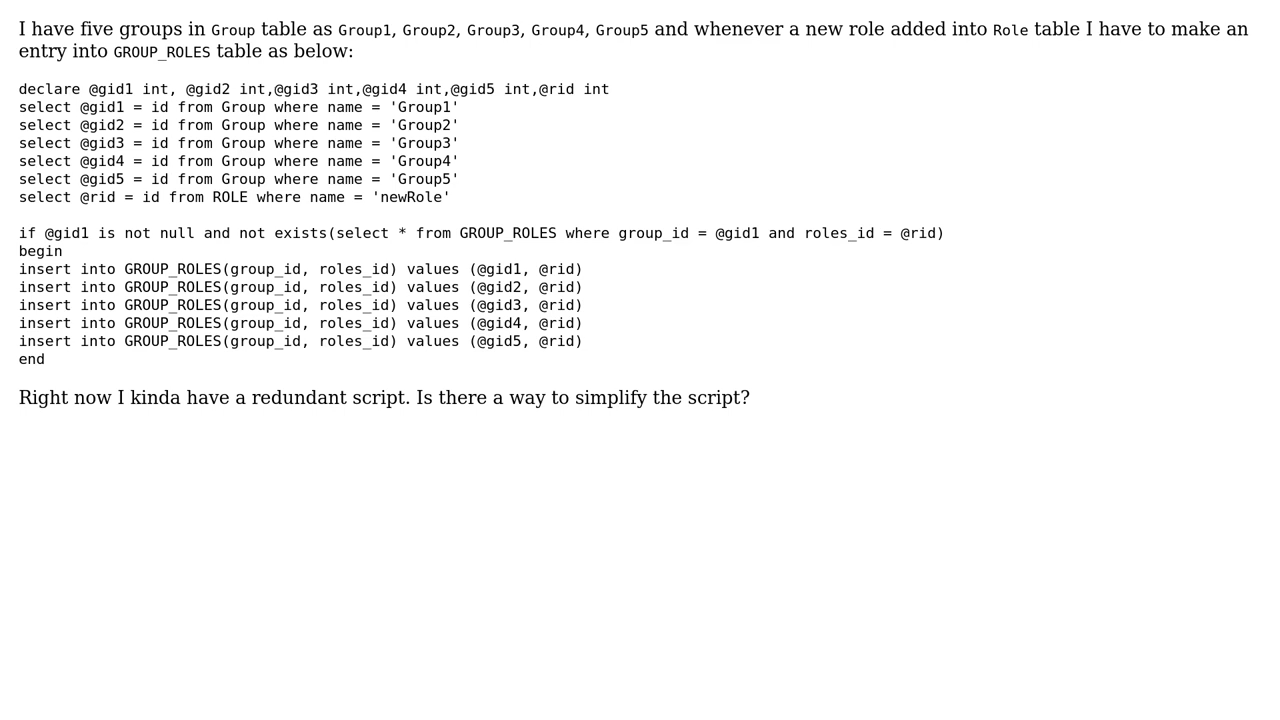 I have five groups in Group table as Group1, Group2, Group3, Group4, Group5 and whenever a new role added into Role table I have to make an
entry into GROUP_ROLES table as below:
declare @gid1 int, @gid2 int,@gid3 int,@gid4 int,@gid5 int,@rid int
select @gid1 = id from Group where name = 'Group1'
select @gid2 = id from Group where name = 'Group2'
select @gid3 = id from Group where name = 'Group3'
select @gid4 = id from Group where name = 'Group4'
select @gid5 = id from Group where name = 'Group5'
select @rid = id from ROLE where name = 'newRole'
if @gid1 is not null and not exists(select * from GROUP_ROLES where group_id = @gid1 and roles_id = @rid)
begin
insert into GROUP_ROLES(group_id, roles_id) values (@gid1, @rid)
insert into GROUP_ROLES(group_id, roles_id) values (@gid2, @rid)
insert into GROUP_ROLES(group_id, roles_id) values (@gid3, @rid)
insert into GROUP_ROLES(group_id, roles_id) values (@gid4, @rid)
insert into GROUP_ROLES(group_id, roles_id) values (@gid5, @rid)
end
Right now I kinda have a redundant script. Is there a way to simplify the script?